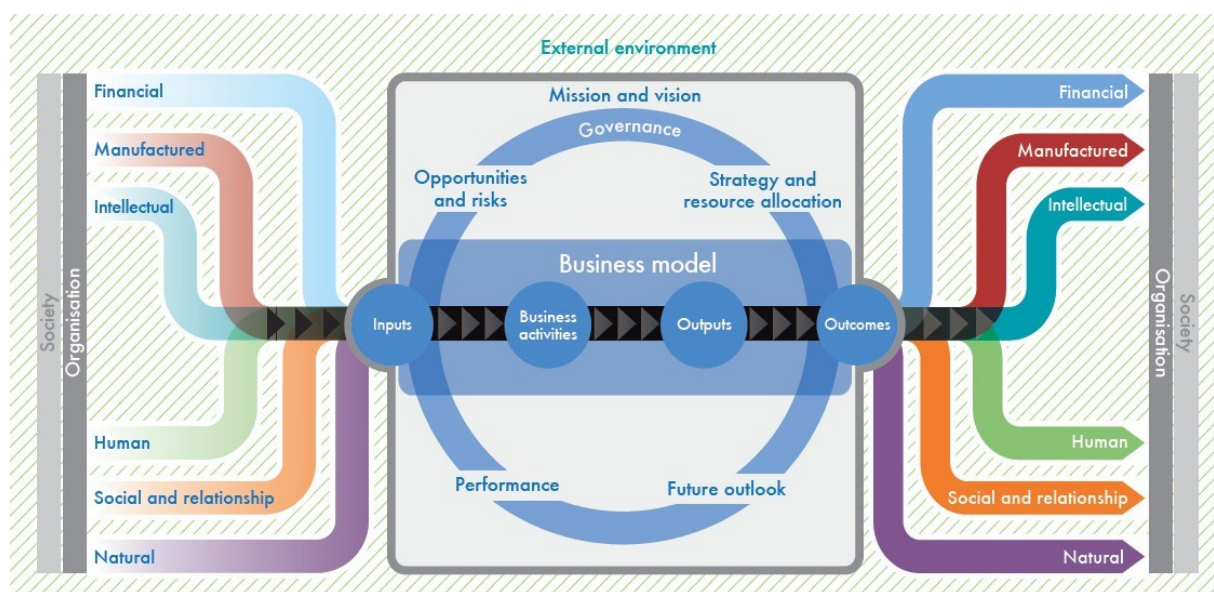 External environment
Society
Organisation
Financial
Manufactured
Intellectual
Human
Social and relationship
Natural
Mission and vision
Governance
Opportunities
and risks
Strategy and
resource allocation
Business model
Inputs
Business
activities
Outputs
Outcomes
Performance
Future outlook
Financial
Manufactured
Intellectual
Human
Social and relationship
Natural
Organisation
Society